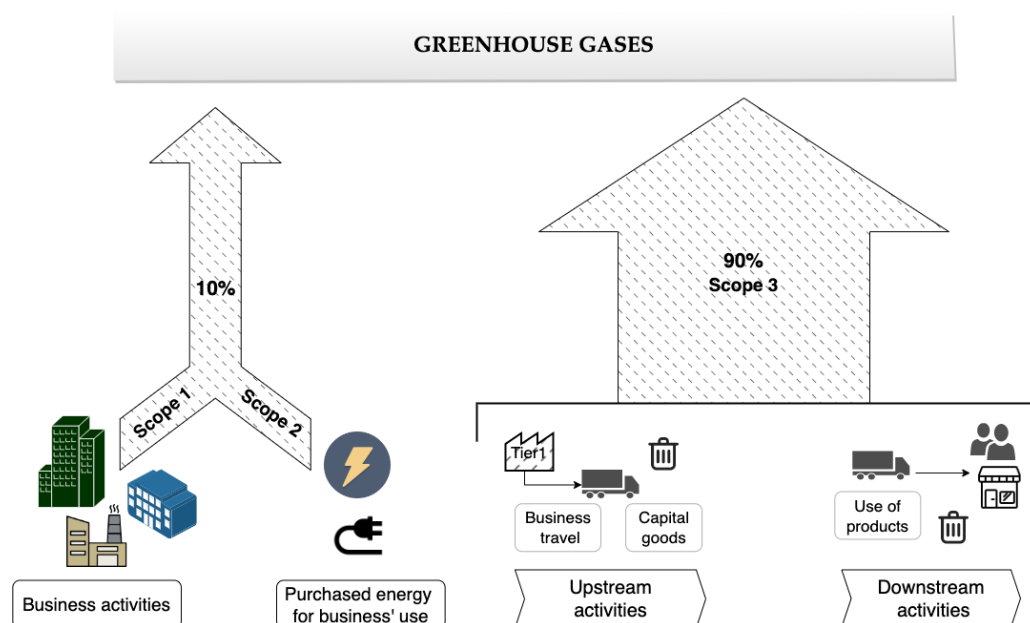 GREENHOUSE GASES
10%
Scope 1
Scope 2
90%
Scope 3
Tier1
Business
travel
Capital
goods
Use of
products
Business activities
Purchased energy
for business' use
Upstream
activities
Downstream
activities